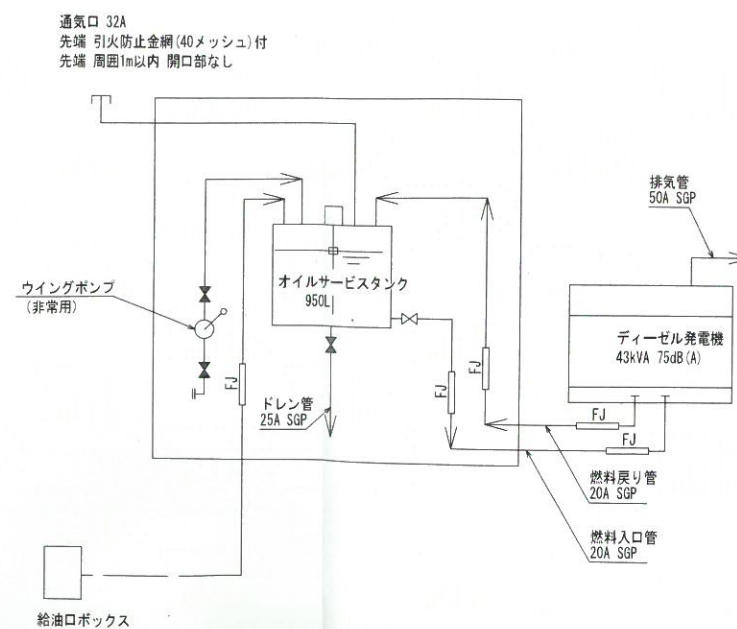 通気口 32A
先端 引火防止金網(40メッシュ)付
先端 周囲1m以内 開口部なし
排気管
50A SGP
ウイングポンプ
(非常用)
オイルサービスタンク
950L
ディーゼル発電機
43kVA 75dB(A)
FJ
FJ
FJ
FJ
FJ
ドレン管
25A SGP
燃料戻り管
20A SGP
燃料入口管
20A SGP
給油口ボックス